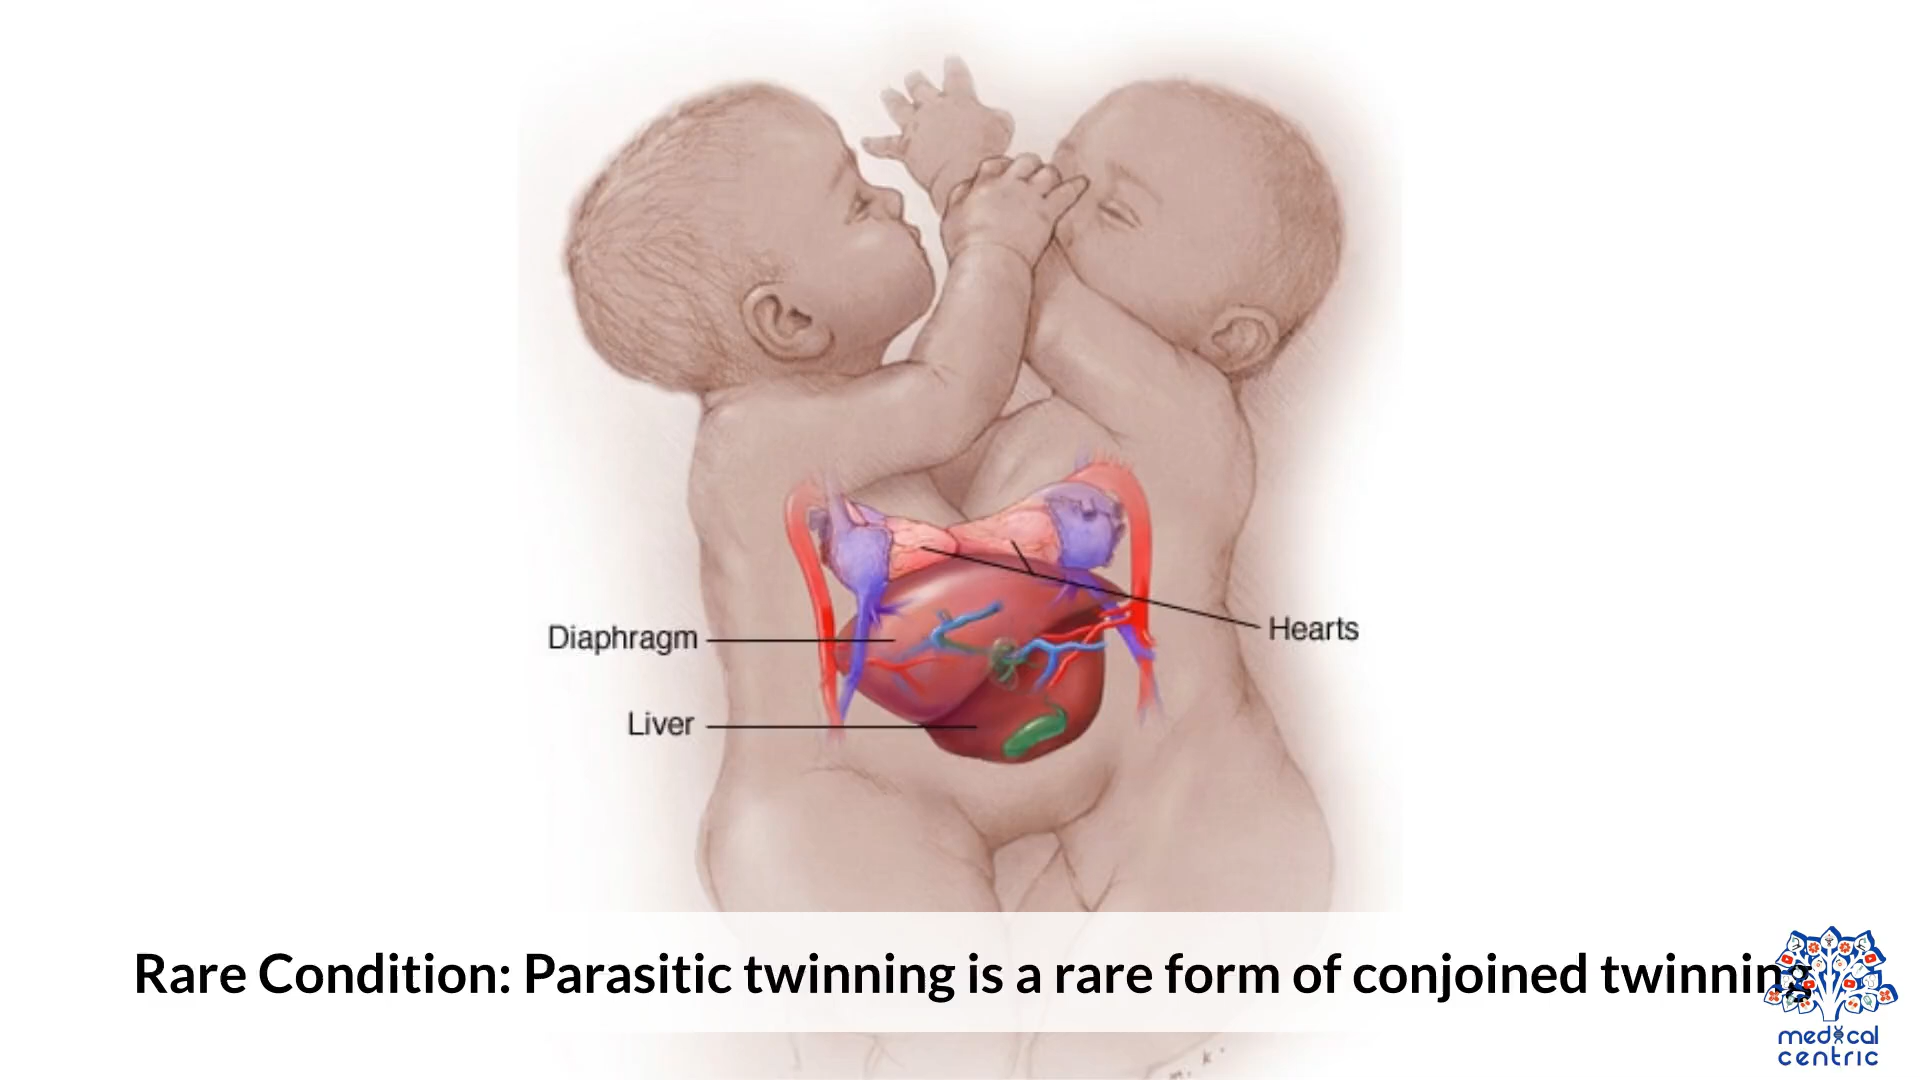 Diaphragm
Hearts
Liver
Rare Condition: Parasitic twinning is a rare form of conjoined twinning
medical
centric
m. k.